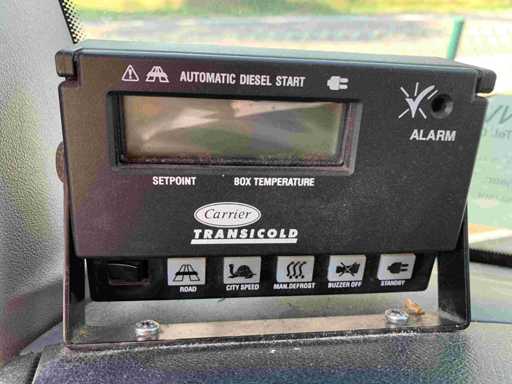 AUTOMATIC DIESEL START
ALARM
SETPOINT BOX TEMPERATURE
Carrier
TRANSICOLD
ROAD CITY SPEED MAN.DEFROST BUZZER OFF STANDBY